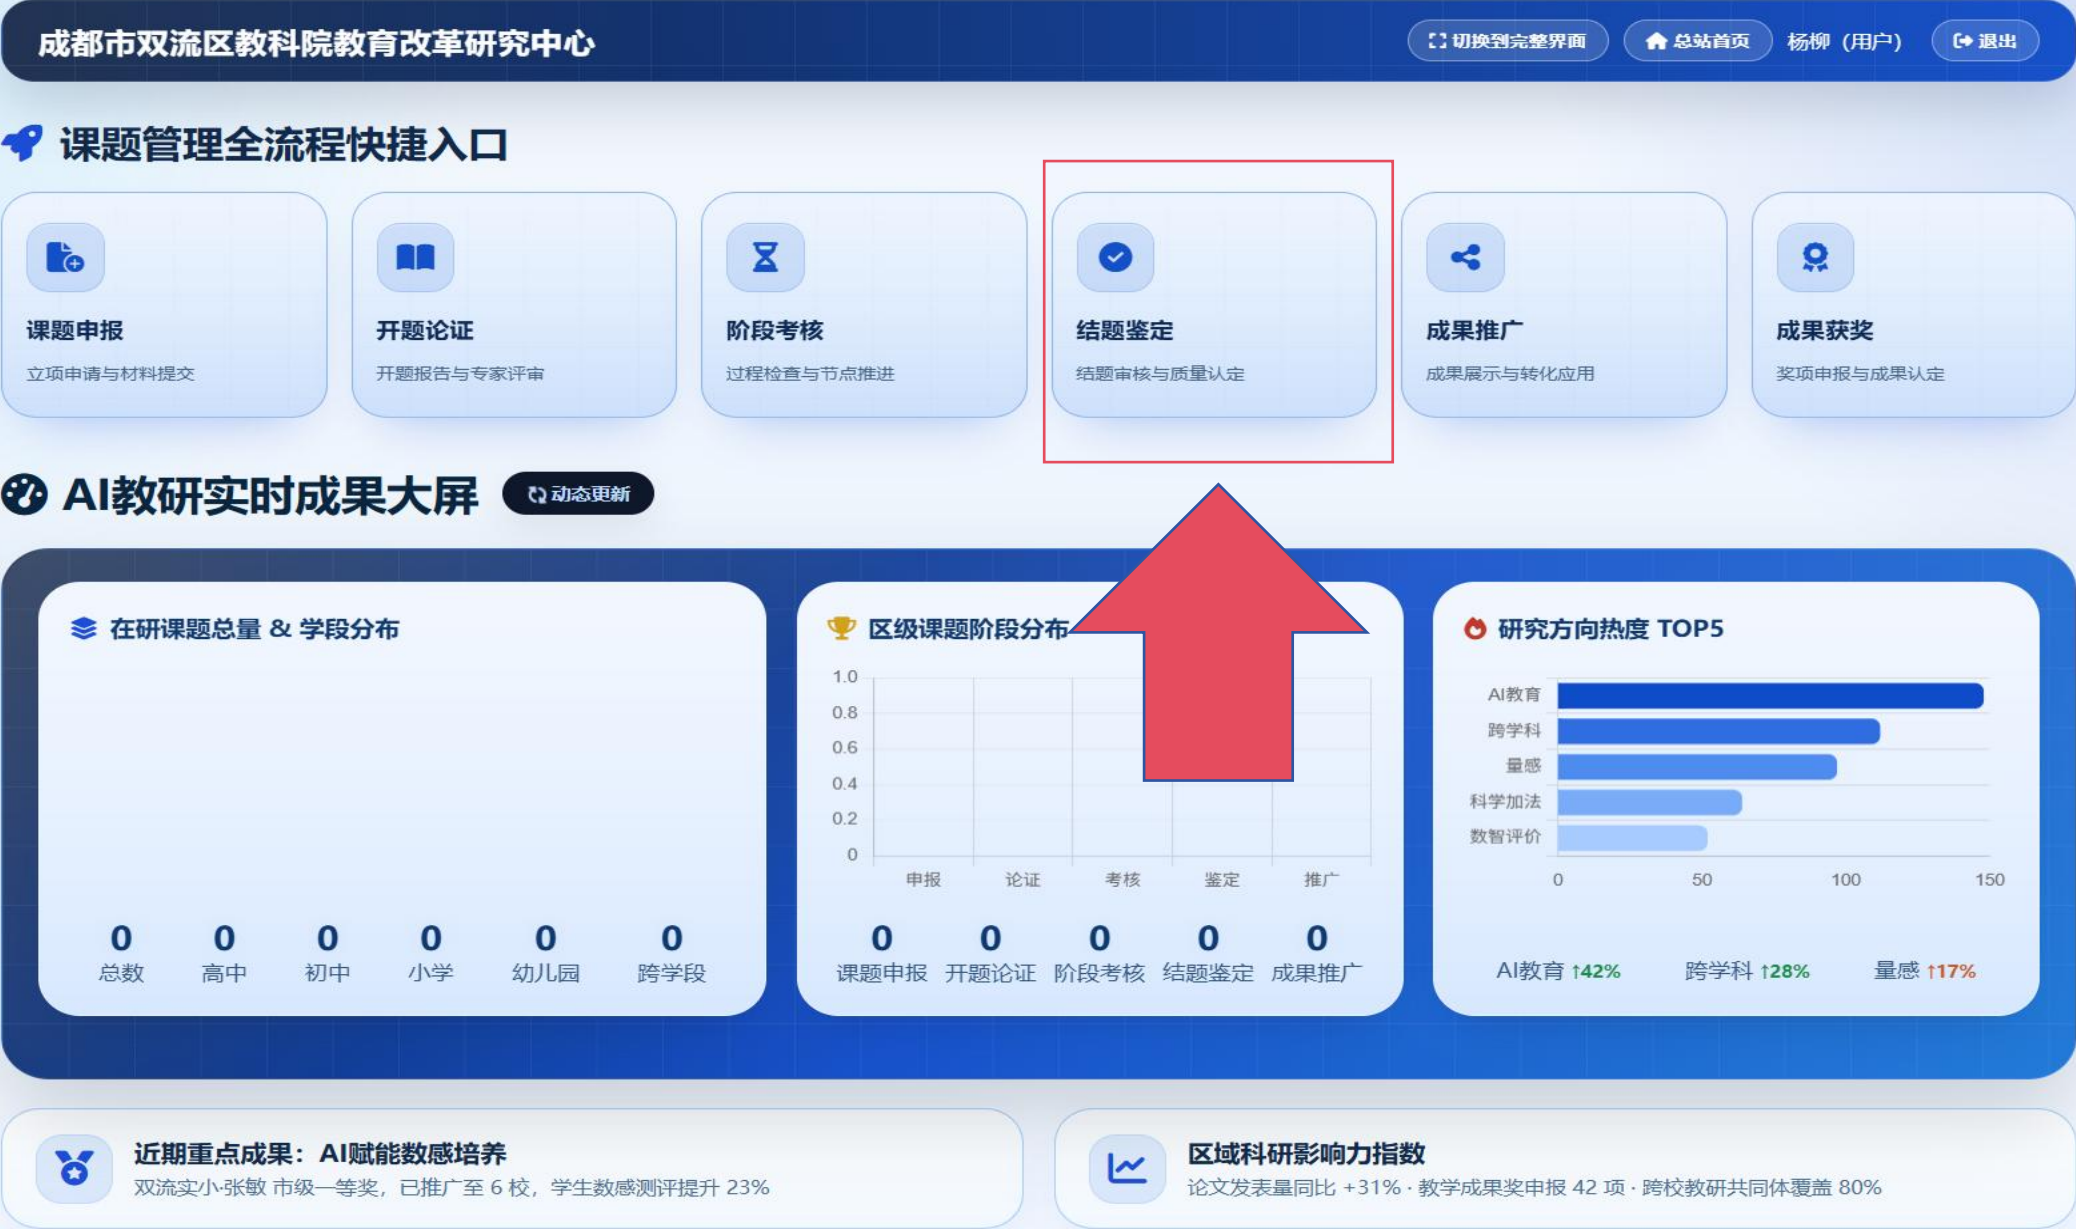 成都市双流区教科院教育改革研究中心
切换到完整界面
总站首页
杨柳（用户）
退出
课题管理全流程快捷入口
课题申报
立项申请与材料提交
开题论证
开题报告与专家评审
阶段考核
过程检查与节点推进
结题鉴定
结题审核与质量认定
成果推广
成果展示与转化应用
成果获奖
奖项申报与成果认定
AI教研实时成果大屏
动态更新
在研课题总量 & 学段分布
0 0 0 0 0 0
总数 高中 初中 小学 幼儿园 跨学段
区级课题阶段分布
1.0
0.8
0.6
0.4
0.2
0
申报 论证 考核 鉴定 推广
0 0 0 0 0
课题申报 开题论证 阶段考核 结题鉴定 成果推广
研究方向热度 TOP5
AI教育
跨学科
量感
科学加法
数智评价
0 50 100 150
AI教育 ↑42% 跨学科 ↑28% 量感 ↑17%
近期重点成果：AI赋能数感培养
双流实小·张敏 市级一等奖，已推广至 6 校，学生数感测评提升 23%
区域科研影响力指数
论文发表量同比 +31% · 教学成果奖申报 42 项 · 跨校教研共同体覆盖 80%